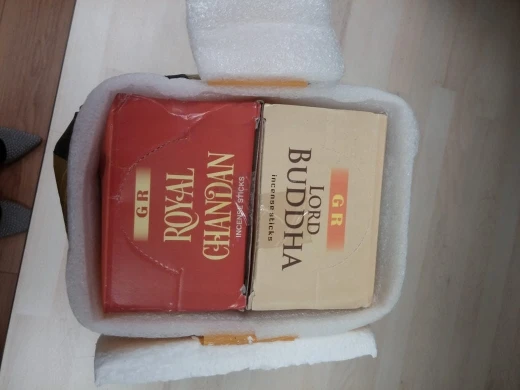 GR
ROYAL
CHANDAN
INCENSE STICKS
GR
LORD
BUDDHA
incense sticks